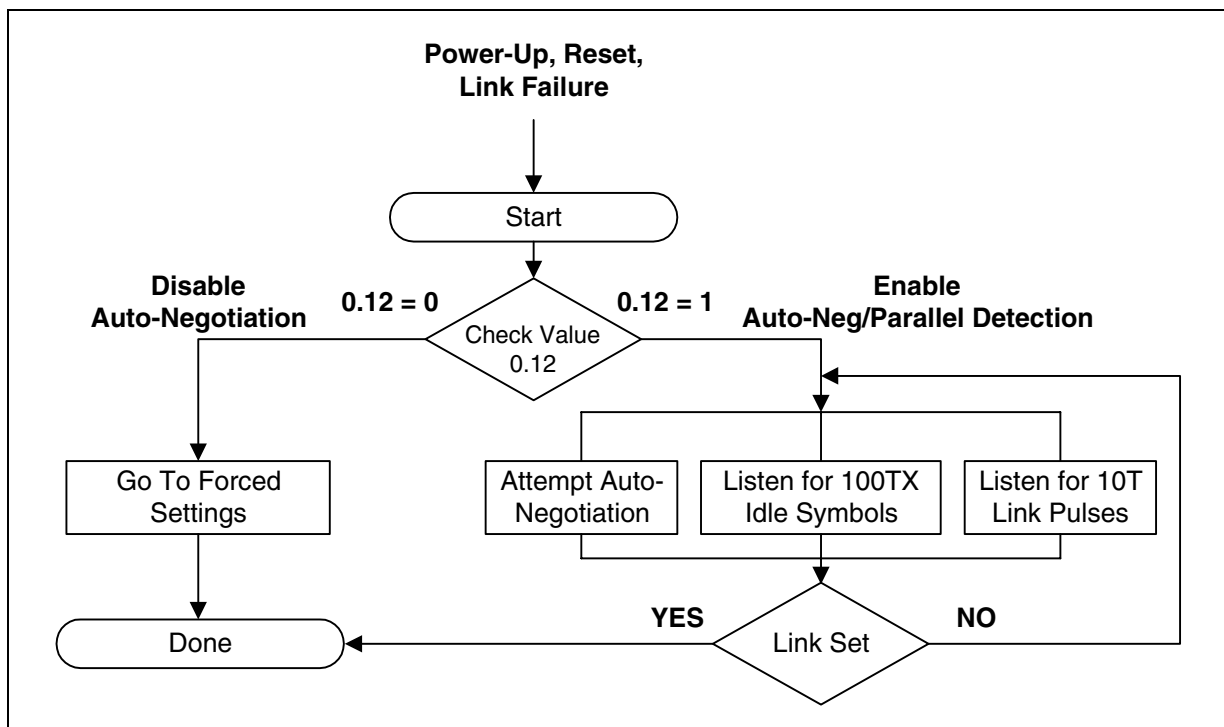 Power-Up, Reset,
Link Failure
Start
Disable
Auto-Negotiation
0.12 = 0
0.12 = 1
Enable
Auto-Neg/Parallel Detection
Check Value
0.12
Go To Forced
Settings
Attempt Auto-
Negotiation
Listen for 100TX
Idle Symbols
Listen for 10T
Link Pulses
Done
YES
Link Set
NO